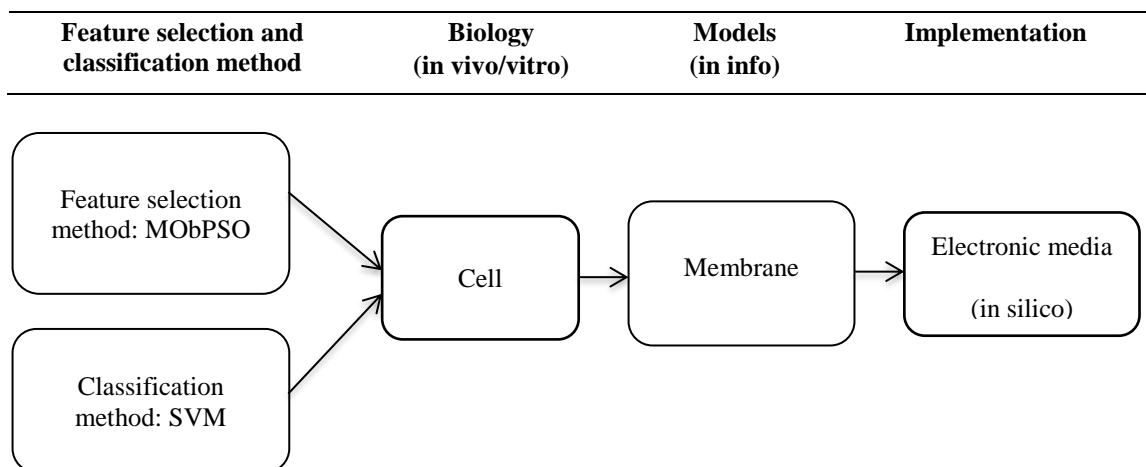 Feature selection and
classification method
Biology
(in vivo/vitro)
Models
(in info)
Implementation
Feature selection
method: MObPSO
Classification
method: SVM
Cell
Membrane
Electronic media
(in silico)